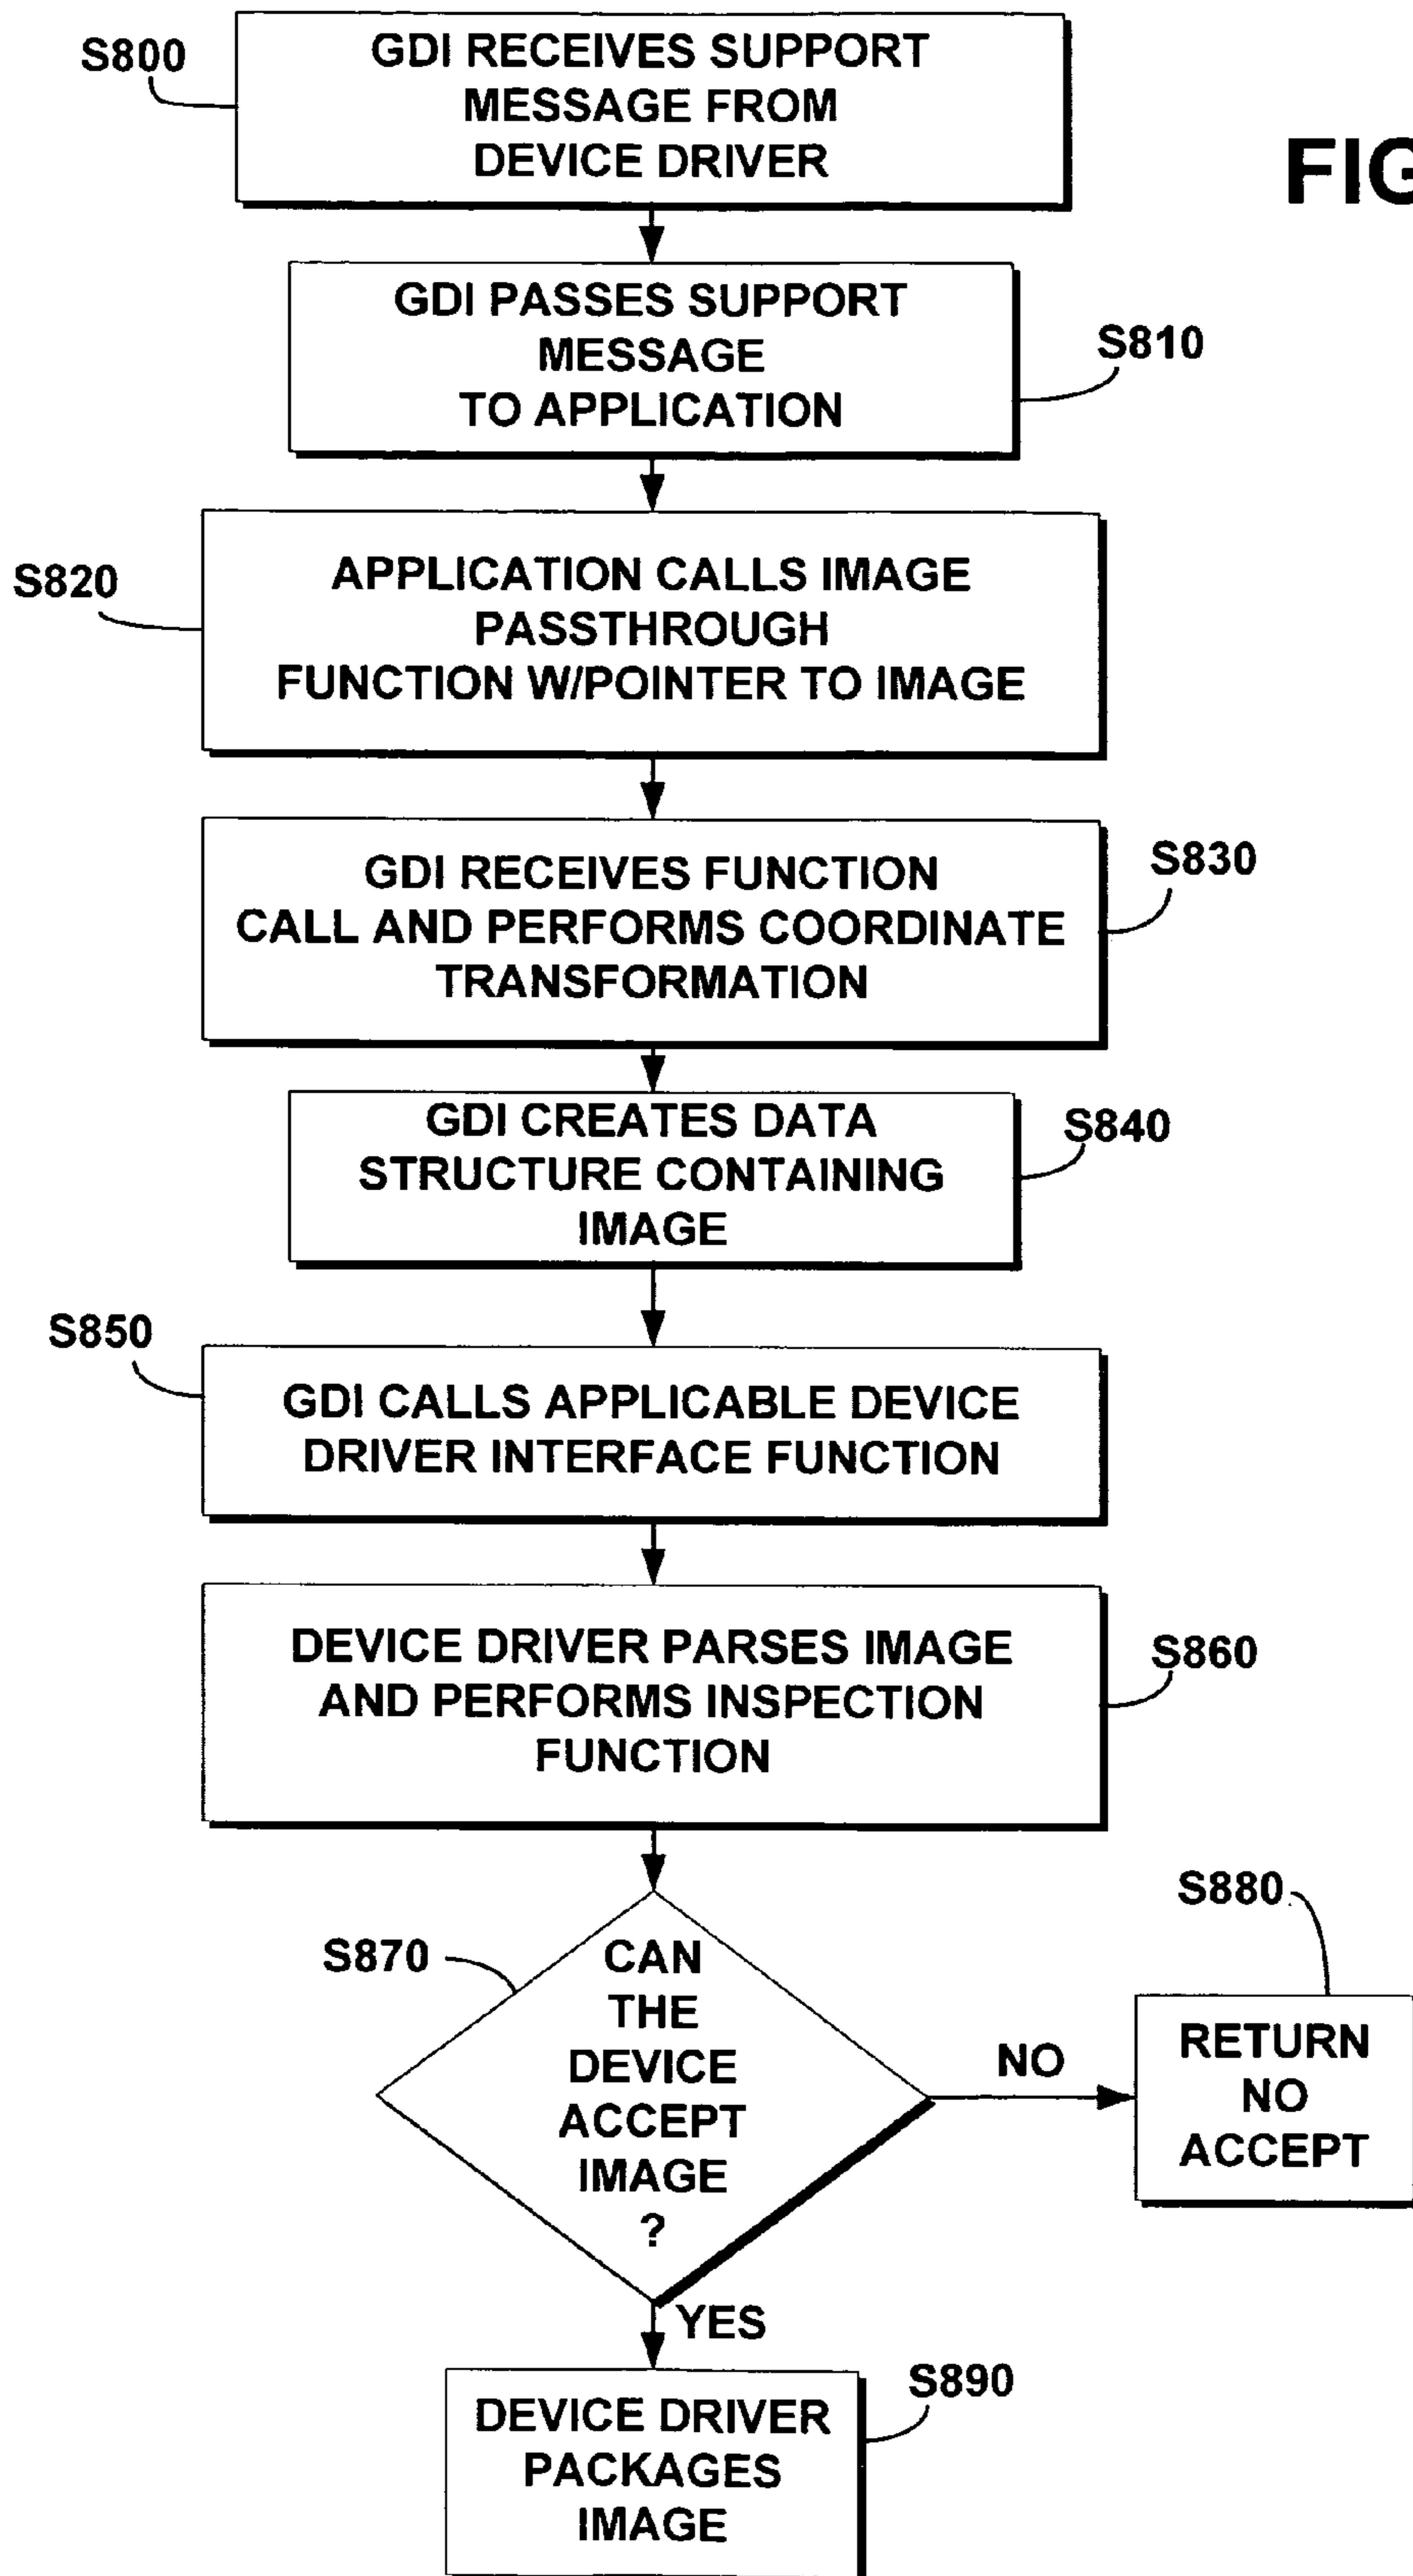 S800
GDI RECEIVES SUPPORT
MESSAGE FROM
DEVICE DRIVER
FIG
GDI PASSES SUPPORT
MESSAGE
TO APPLICATION
S810
S820
APPLICATION CALLS IMAGE
PASSTHROUGH
FUNCTION W/POINTER TO IMAGE
GDI RECEIVES FUNCTION
CALL AND PERFORMS COORDINATE
TRANSFORMATION
S830
GDI CREATES DATA
STRUCTURE CONTAINING
IMAGE
S840
S850
GDI CALLS APPLICABLE DEVICE
DRIVER INTERFACE FUNCTION
DEVICE DRIVER PARSES IMAGE
AND PERFORMS INSPECTION
FUNCTION
S860
S870
CAN
THE
DEVICE
ACCEPT
IMAGE
?
NO
S880
RETURN
NO
ACCEPT
YES
S890
DEVICE DRIVER
PACKAGES
IMAGE